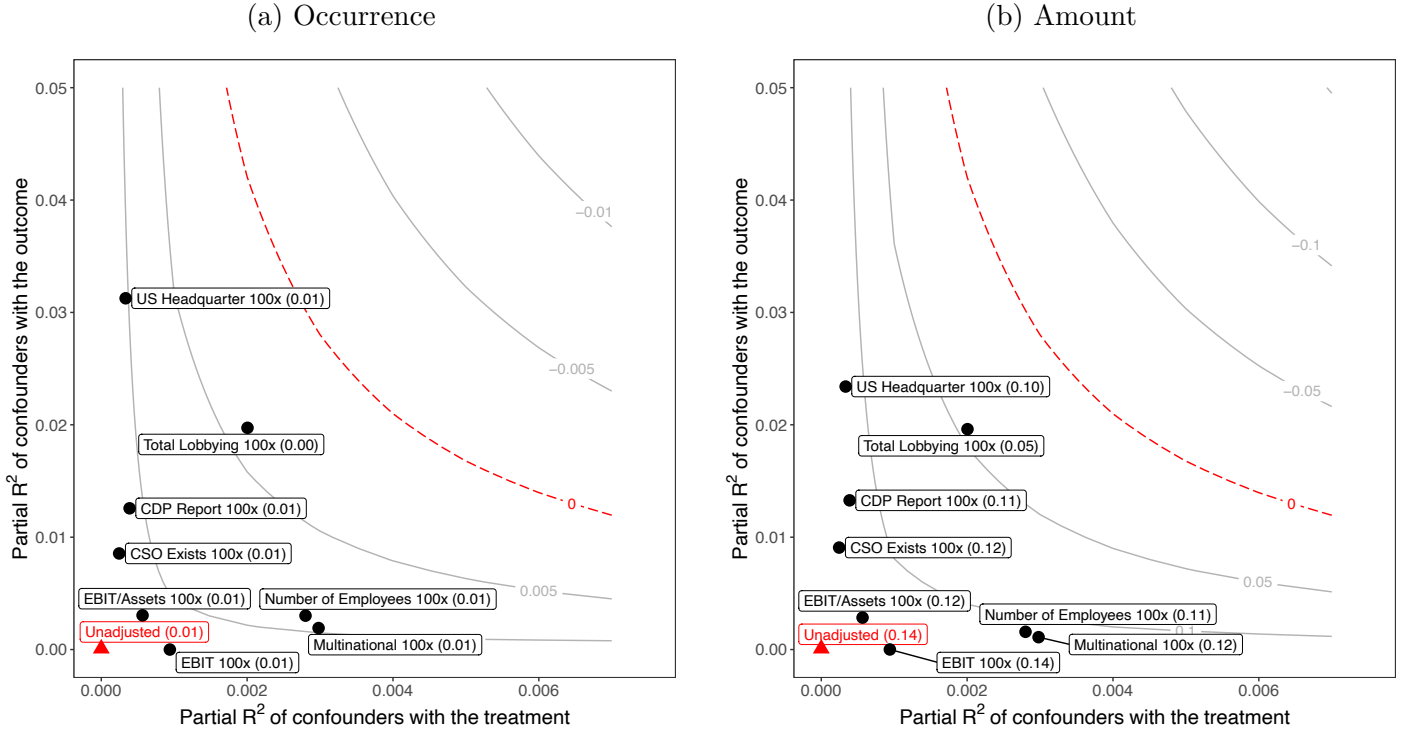 (a) Occurrence
Partial R² of confounders with the outcome
0.05
0.04
0.03
0.02
0.01
0.00
−0.01
−0.005
0
0.005
US Headquarter 100x (0.01)
Total Lobbying 100x (0.00)
CDP Report 100x (0.01)
CSO Exists 100x (0.01)
EBIT/Assets 100x (0.01)
Number of Employees 100x (0.01)
Unadjusted (0.01)
Multinational 100x (0.01)
EBIT 100x (0.01)
0.000
0.002
0.004
0.006
Partial R² of confounders with the treatment
(b) Amount
Partial R² of confounders with the outcome
0.05
0.04
0.03
0.02
0.01
0.00
−0.1
−0.05
0
0.05
0.1
US Headquarter 100x (0.10)
Total Lobbying 100x (0.05)
CDP Report 100x (0.11)
CSO Exists 100x (0.12)
EBIT/Assets 100x (0.12)
Number of Employees 100x (0.11)
Unadjusted (0.14)
Multinational 100x (0.12)
EBIT 100x (0.14)
0.000
0.002
0.004
0.006
Partial R² of confounders with the treatment